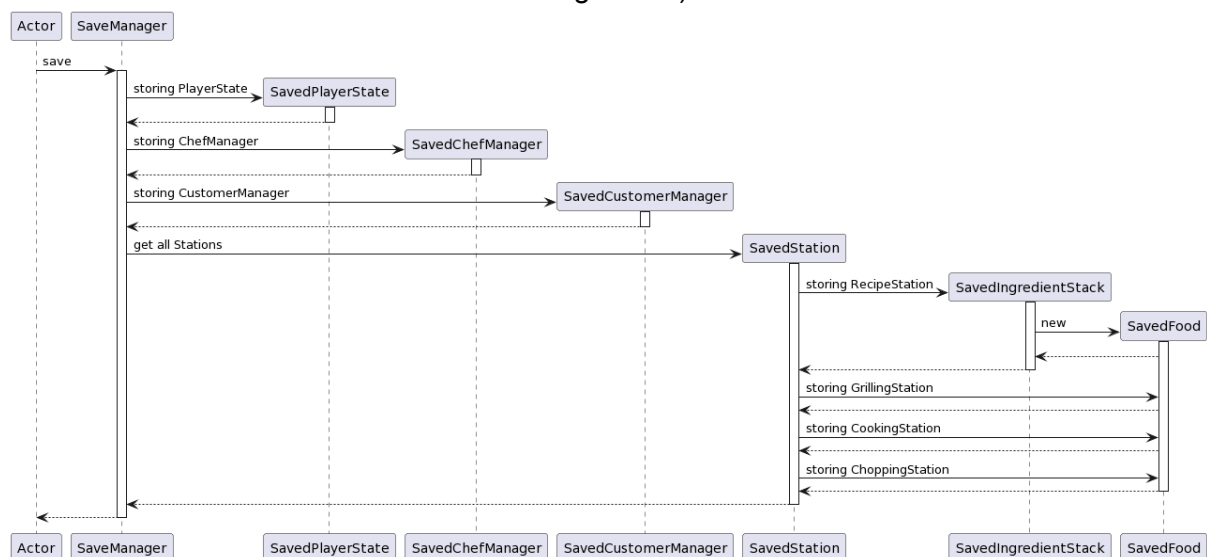 Actor SaveManager
save
storing PlayerState SavedPlayerState
storing ChefManager SavedChefManager
storing CustomerManager SavedCustomerManager
get all Stations SavedStation
storing RecipeStation SavedIngredientStack
new SavedFood
storing GrillingStation
storing CookingStation
storing ChoppingStation
Actor SaveManager SavedPlayerState SavedChefManager SavedCustomerManager SavedStation SavedIngredientStack SavedFood